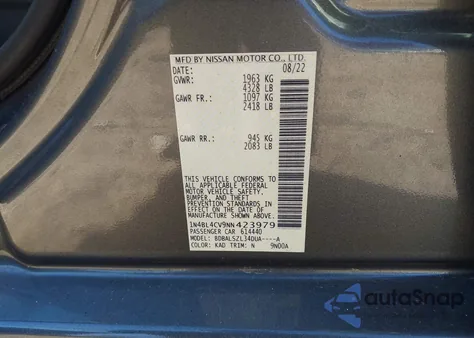 MFD BY NISSAN MOTOR CO., LTD.
DATE: 08/22
GVWR: 1963 KG
4328 LB
GAWR FR.: 1097 KG
2418 LB
GAWR RR.: 945 KG
2083 LB
THIS VEHICLE CONFORMS TO
ALL APPLICABLE FEDERAL
MOTOR VEHICLE SAFETY,
BUMPER, AND THEFT
PREVENTION STANDARDS IN
EFFECT ON THE DATE OF
MANUFACTURE SHOWN ABOVE.
1N4BL4CV9NN423979
PASSENGER CAR 614440
MODEL: BDBALSZL34DUA----A
COLOR: KAD TRIM: N 9N00A
autoSnap